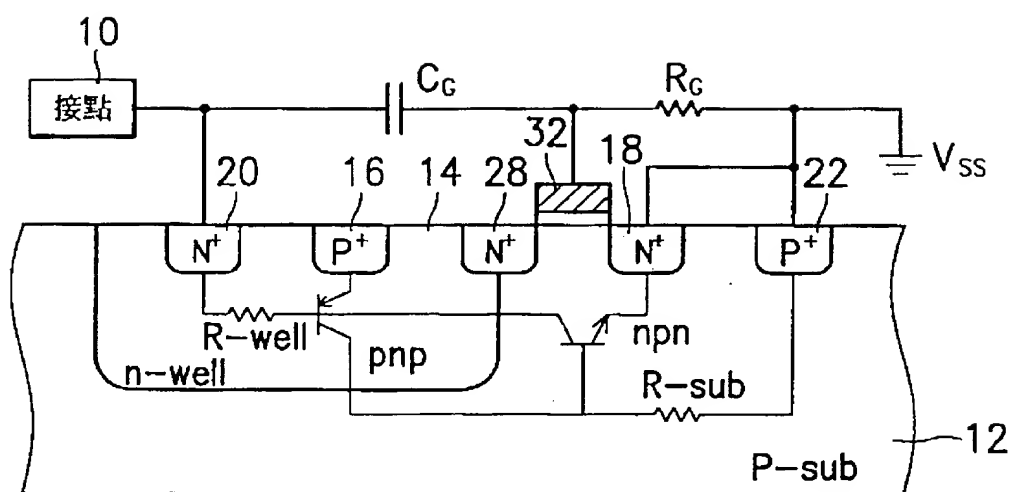 10
接點
C_G
R_G
32
18
V_SS
20
16
14
28
22
N⁺
P⁺
N⁺
N⁺
P⁺
R-well
pnp
npn
n-well
R-sub
12
P-sub